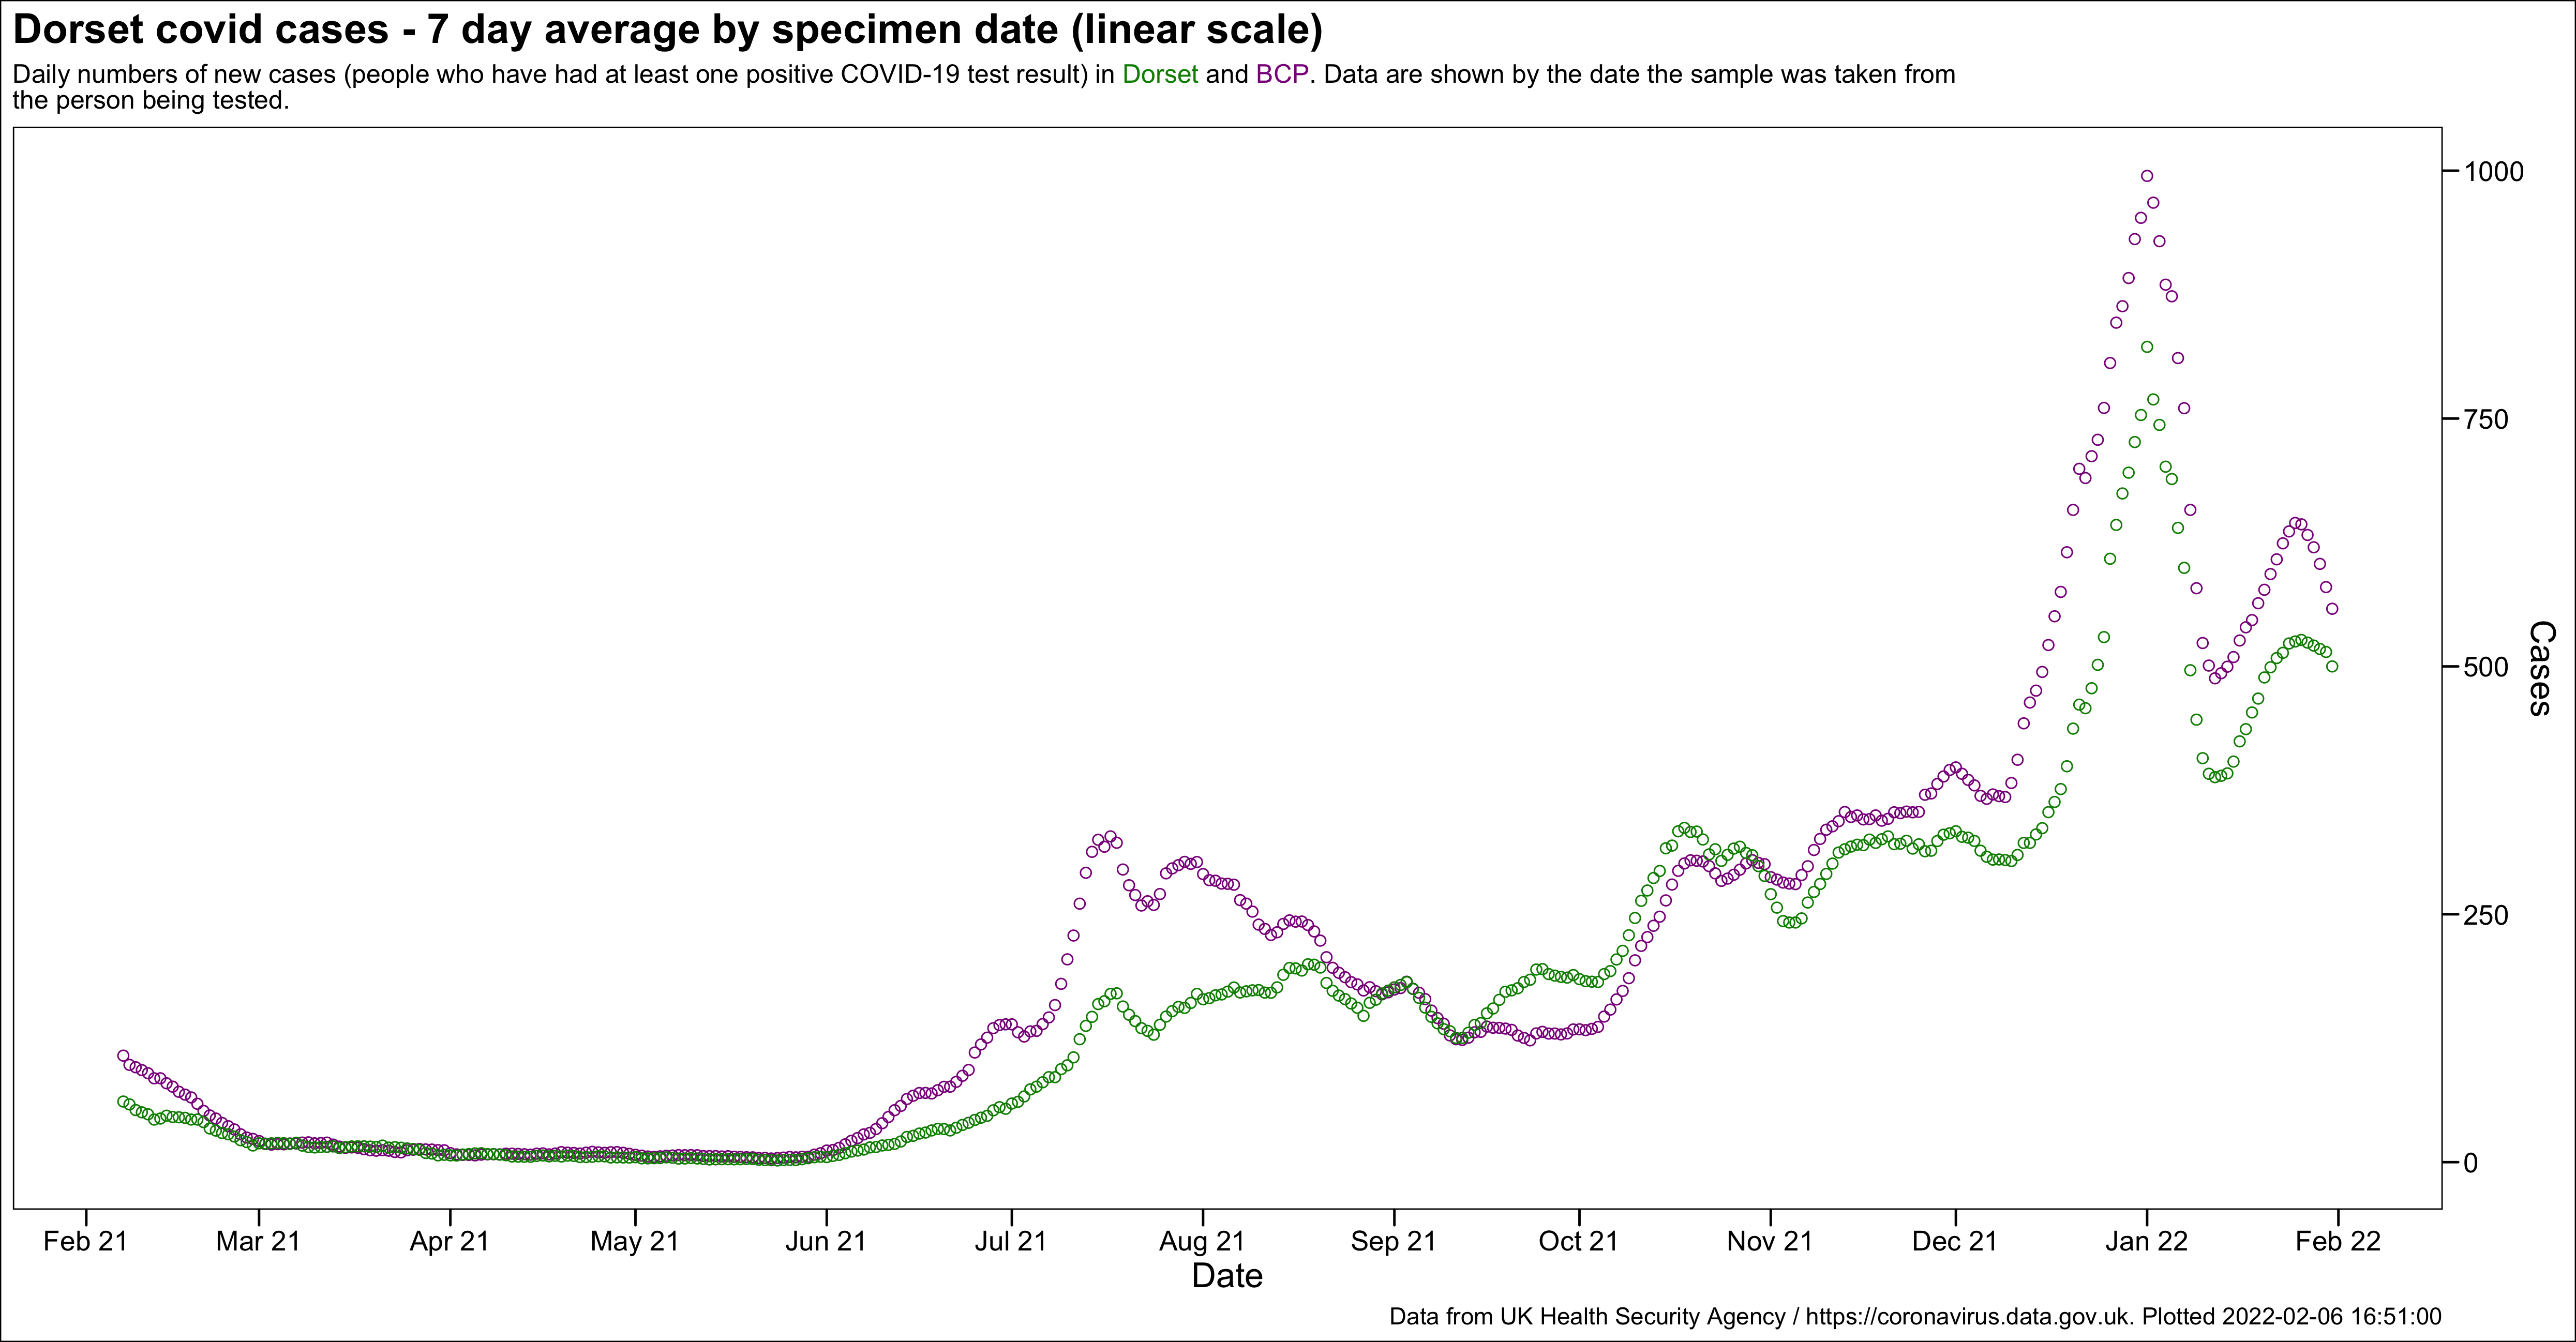 Dorset covid cases - 7 day average by specimen date (linear scale)
Daily numbers of new cases (people who have had at least one positive COVID-19 test result) in Dorset and BCP. Data are shown by the date the sample was taken from
the person being tested.
1000
750
500
250
0
Cases
Feb 21 Mar 21 Apr 21 May 21 Jun 21 Jul 21 Aug 21 Sep 21 Oct 21 Nov 21 Dec 21 Jan 22 Feb 22
Date
Data from UK Health Security Agency / https://coronavirus.data.gov.uk. Plotted 2022-02-06 16:51:00